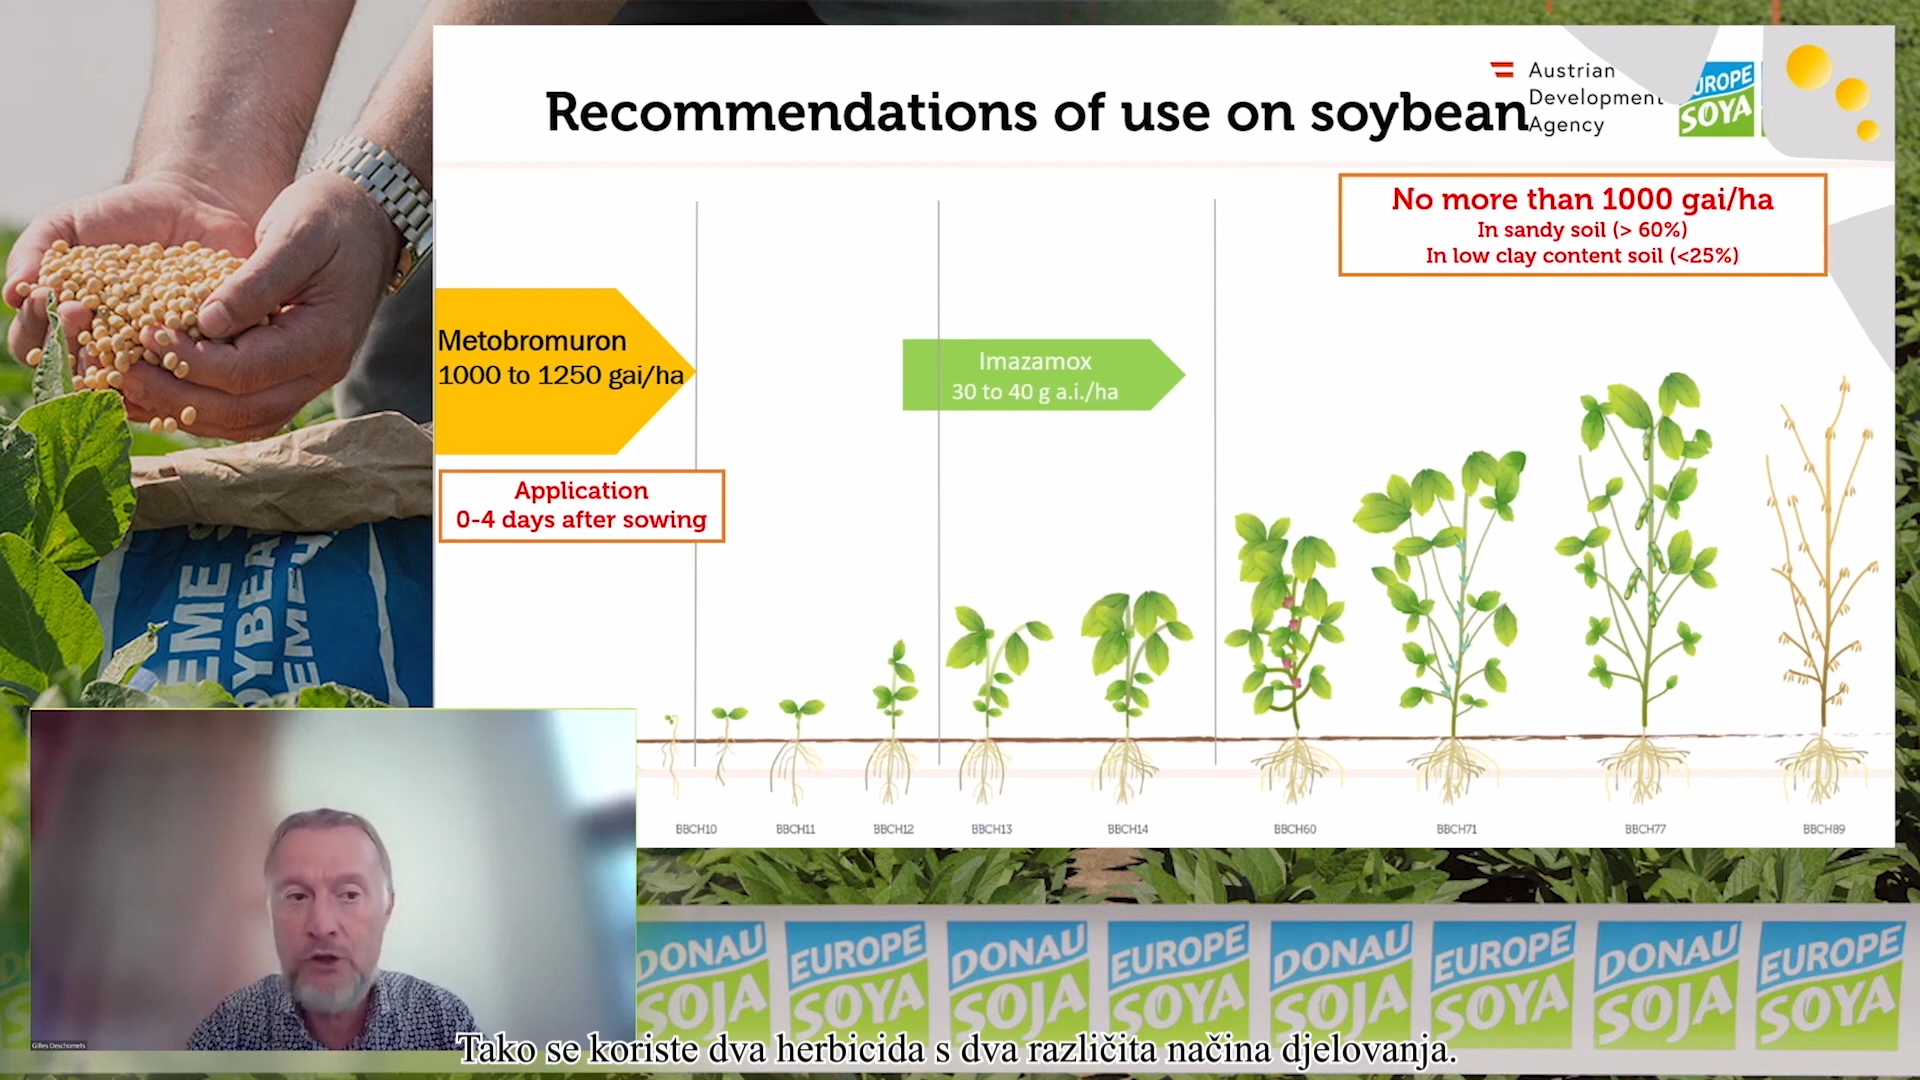 Recommendations of use on soybean
Austrian
Development
Agency
EUROPE
SOYA
No more than 1000 gai/ha
In sandy soil (> 60%)
In low clay content soil (<25%)
Metobromuron
1000 to 1250 gai/ha
Imazamox
30 to 40 g a.i./ha
Application
0-4 days after sowing
BBCH10 BBCH11 BBCH12 BBCH13 BBCH14 BBCH60 BBCH71 BBCH77 BBCH89
Gilles Deschomets
DONAU EUROPE DONAU EUROPE DONAU EUROPE DONAU EUROPE
SOJA SOYA SOJA SOYA SOJA SOYA SOJA SOYA
Tako se koriste dva herbicida s dva različita načina djelovanja.